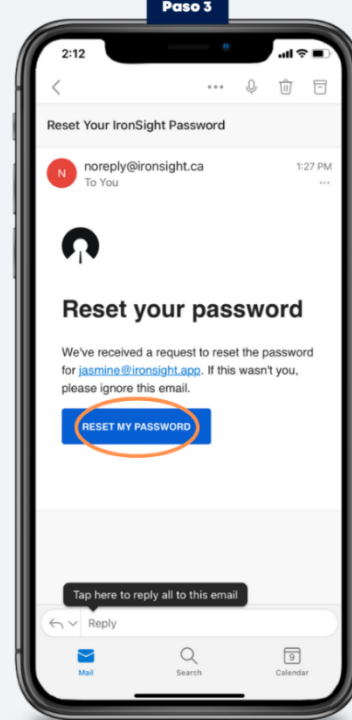 Paso 3
2:12
Reset Your IronSight Password
N
noreply@ironsight.ca
1:27 PM
To You
Reset your password
We've received a request to reset the password
for jasmine@ironsight.app. If this wasn't you,
please ignore this email.
RESET MY PASSWORD
Tap here to reply all to this email
Reply
9
Mail
Search
Calendar